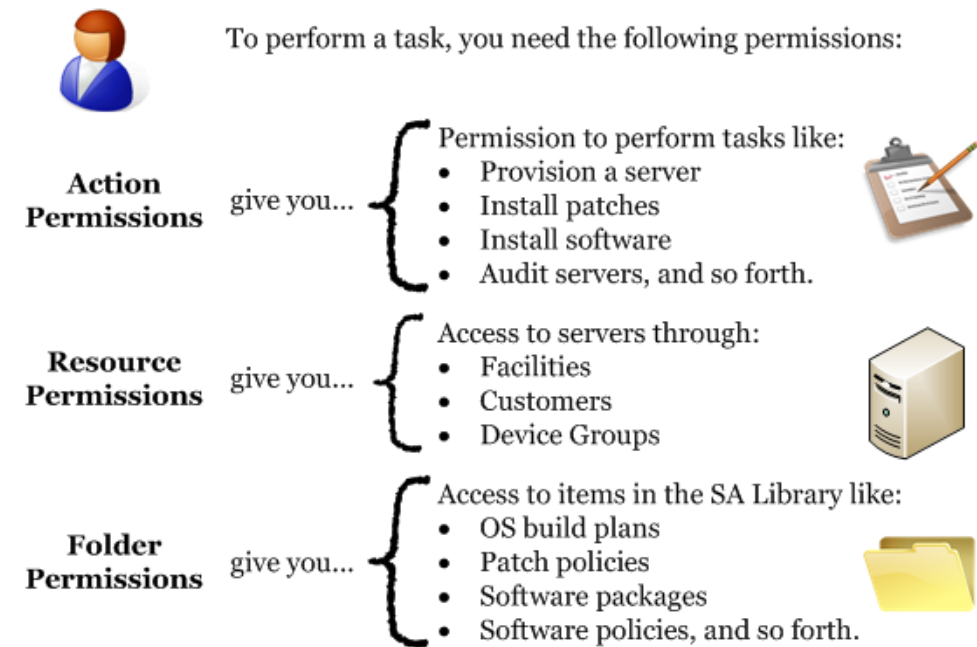 To perform a task, you need the following permissions:
Action
Permissions
give you...
Permission to perform tasks like:
• Provision a server
• Install patches
• Install software
• Audit servers, and so forth.
Resource
Permissions
give you...
Access to servers through:
• Facilities
• Customers
• Device Groups
Folder
Permissions
give you...
Access to items in the SA Library like:
• OS build plans
• Patch policies
• Software packages
• Software policies, and so forth.